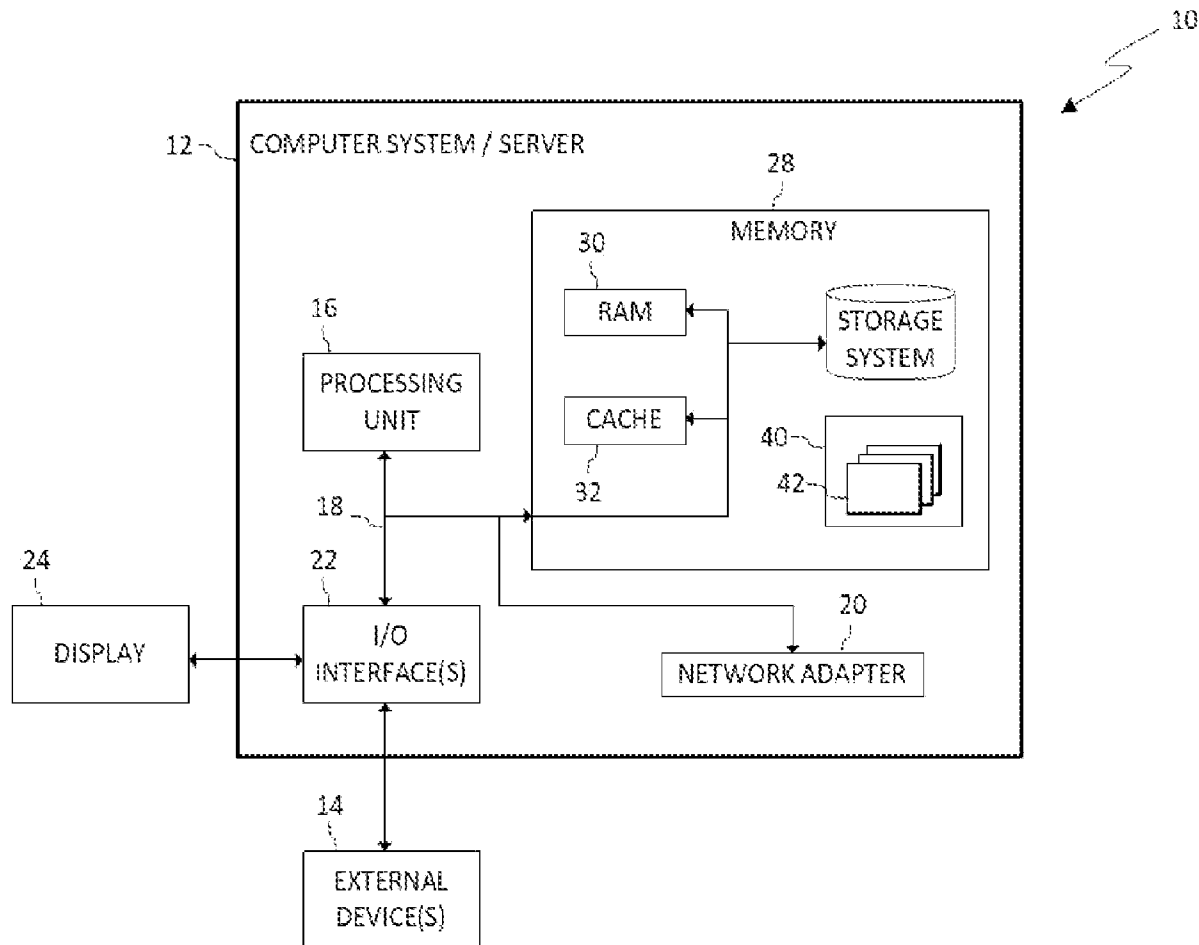 10
12
COMPUTER SYSTEM / SERVER
28
MEMORY
30
RAM
STORAGE
SYSTEM
16
PROCESSING
UNIT
CACHE
32
40
42
18
22
24
I/O
INTERFACE(S)
DISPLAY
20
NETWORK ADAPTER
14
EXTERNAL
DEVICE(S)